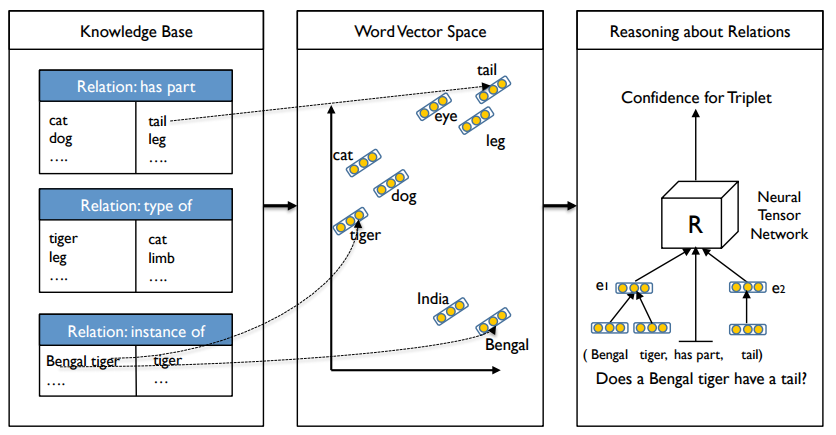 Knowledge Base
Relation: has part
cat tail
dog leg
.... ....
Relation: type of
tiger cat
leg limb
.... ....
Relation: instance of
Bengal tiger tiger
.... ...
Word Vector Space
tail
eye
leg
cat
dog
tiger
India
Bengal
Reasoning about Relations
Confidence for Triplet
R
Neural
Tensor
Network
e1 e2
( Bengal tiger, has part, tail)
Does a Bengal tiger have a tail?